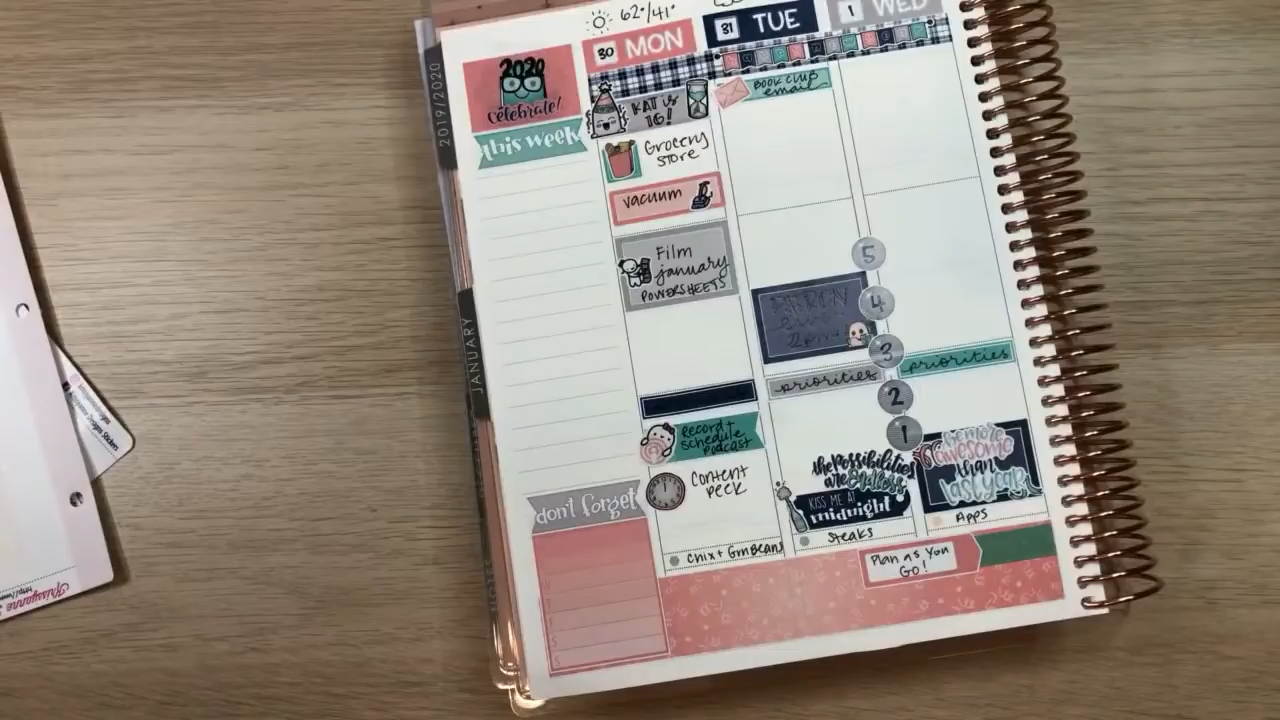 62°/41°
30 MON
31 TUE
1 WED
2019/2020
JANUARY
2020
celebrate!
this week
KAT is
16!
Grocery
Store
vacuum
Film
january
POWERSHEETS
RECORD +
SCHEDULE
PODCAST
CONTENT
PECK
Chix + GrnBeans
BOOK CLUB
email
priorities
the possibilities
are endless
KISS ME AT
midnight
Steaks
5
4
3
2
1
priorities
be more
awesome
than
last year
Apps
Plan as You
GO!
don't forget